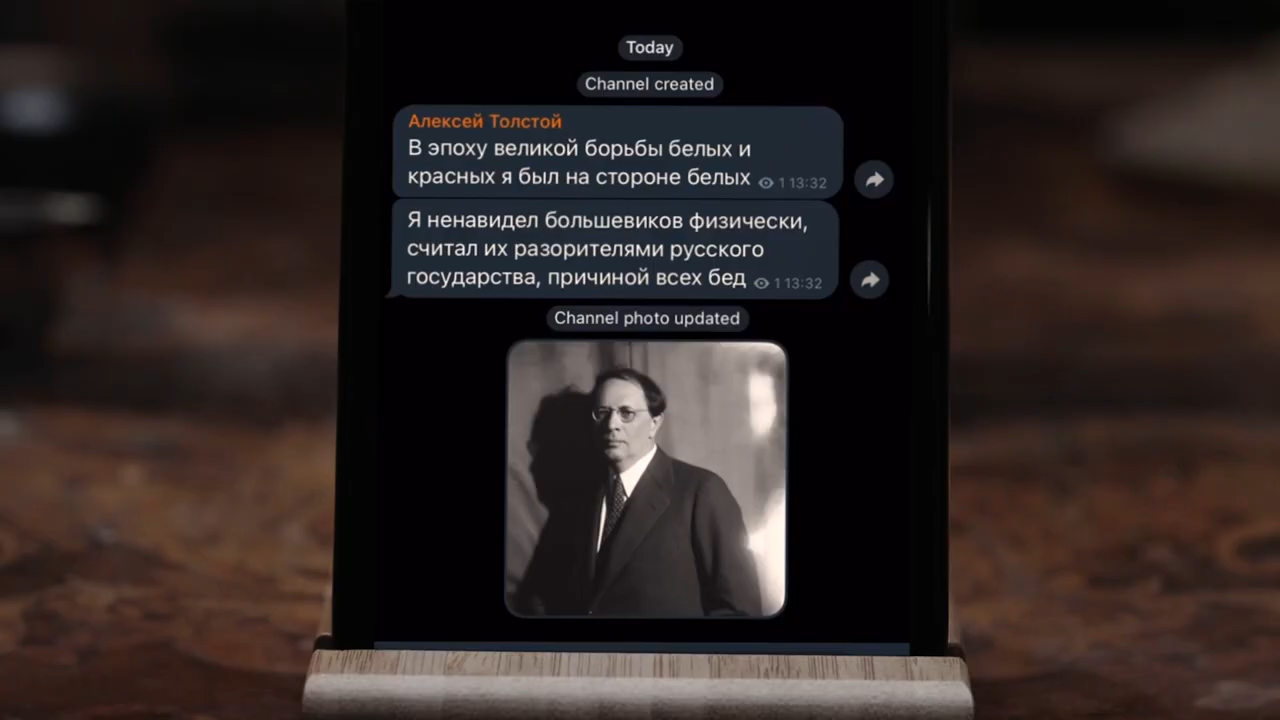 Today
Channel created
Алексей Толстой
В эпоху великой борьбы белых и
красных я был на стороне белых 1 13:32
Я ненавидел большевиков физически,
считал их разорителями русского
государства, причиной всех бед 1 13:32
Channel photo updated